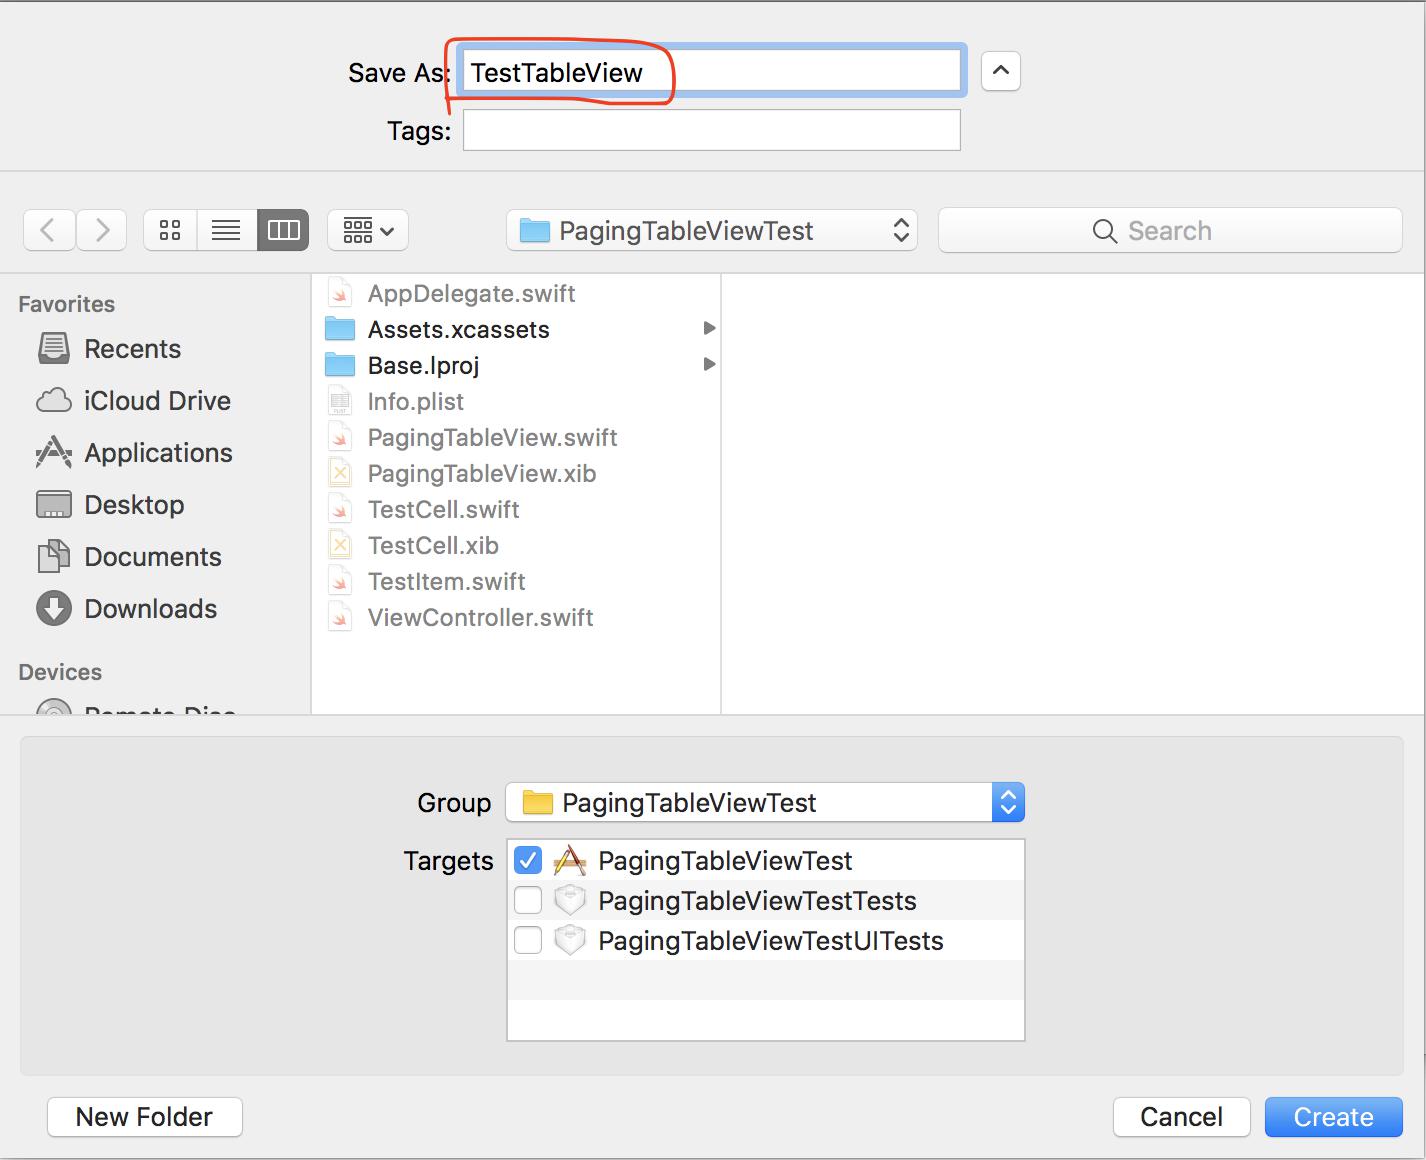 Save As: TestTableView
Tags:
PagingTableViewTest
Search
Favorites
Recents
iCloud Drive
Applications
Desktop
Documents
Downloads
Devices
Remote Disc
AppDelegate.swift
Assets.xcassets
Base.lproj
Info.plist
PagingTableView.swift
PagingTableView.xib
TestCell.swift
TestCell.xib
TestItem.swift
ViewController.swift
Group PagingTableViewTest
Targets PagingTableViewTest
PagingTableViewTestTests
PagingTableViewTestUITests
New Folder Cancel Create